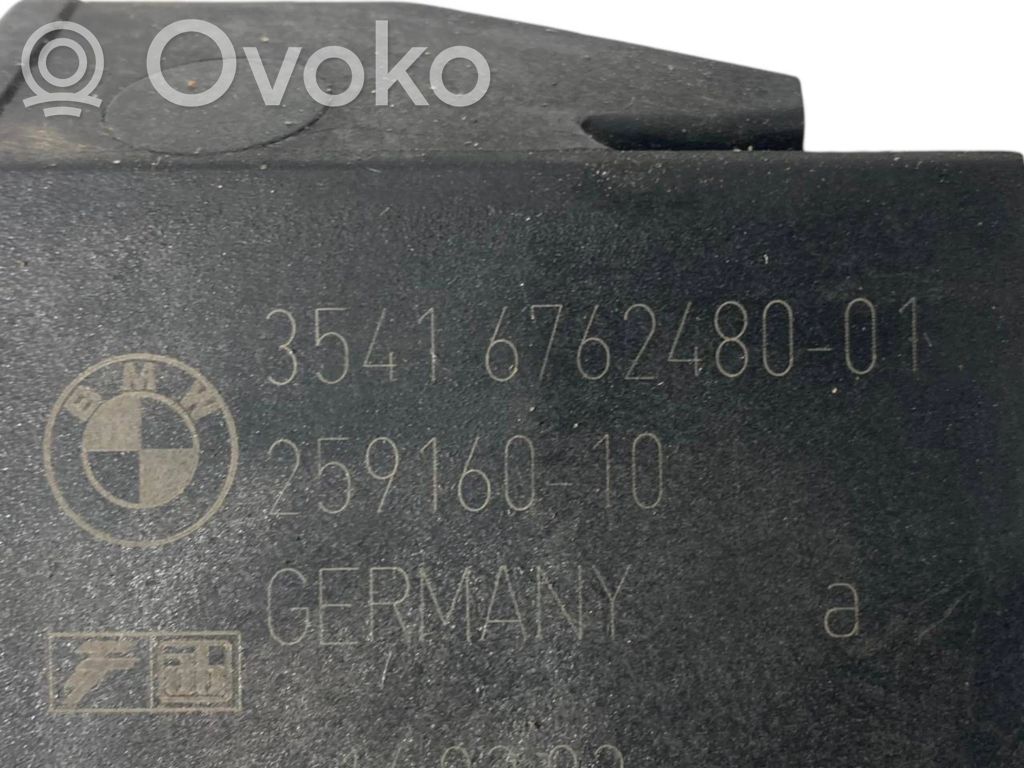 Ovoko
3541 6762480-01
BMW
259160-10
GERMANY a